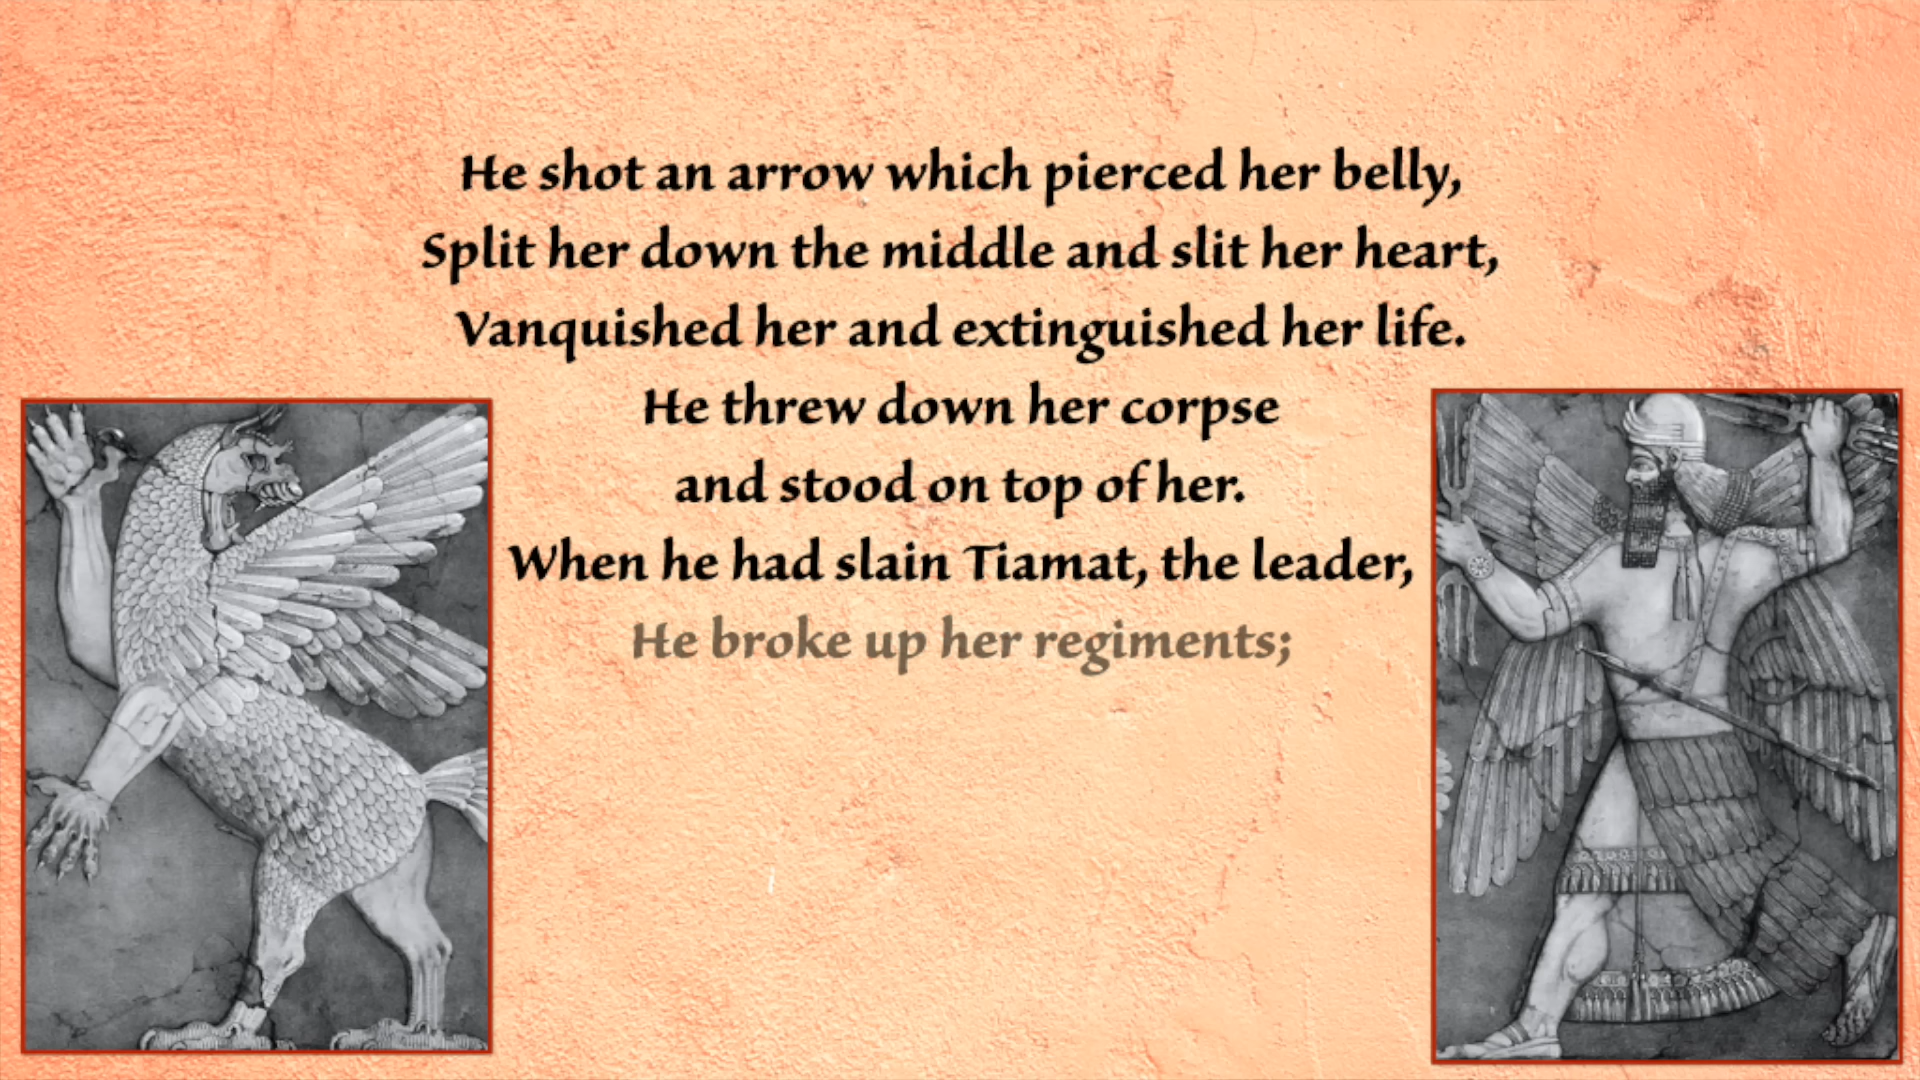 He shot an arrow which pierced her belly,
Split her down the middle and slit her heart,
Vanquished her and extinguished her life.
He threw down her corpse
and stood on top of her.
When he had slain Tiamat, the leader,
He broke up her regiments;